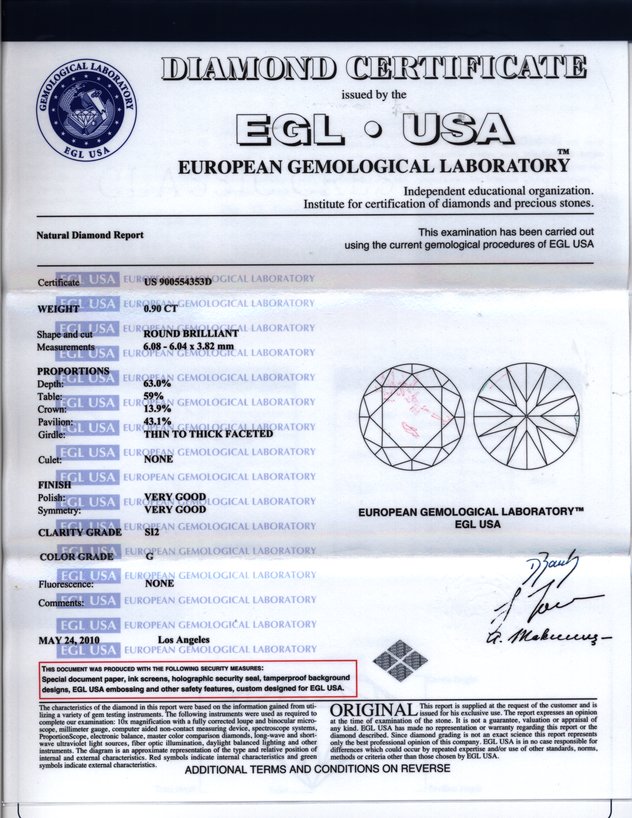 GEMOLOGICAL LABORATORY
EGL USA
DIAMOND CERTIFICATE
issued by the
EGL • USA
EUROPEAN GEMOLOGICAL LABORATORY™
Independent educational organization.
Institute for certification of diamonds and precious stones.
Natural Diamond Report
This examination has been carried out
using the current gemological procedures of EGL USA
EGL USA EUROPEAN GEMOLOGICAL LABORATORY
Certificate US 900554353D
WEIGHT 0.90 CT
Shape and cut ROUND BRILLIANT
Measurements 6.08 - 6.04 x 3.82 mm
PROPORTIONS
Depth: 63.0%
Table: 59%
Crown: 13.9%
Pavilion: 43.1%
Girdle: THIN TO THICK FACETED
Culet: NONE
FINISH
Polish: VERY GOOD
Symmetry: VERY GOOD
CLARITY GRADE SI2
COLOR GRADE G
Fluorescence: NONE
Comments:
MAY 24, 2010 Los Angeles
EUROPEAN GEMOLOGICAL LABORATORY™
EGL USA
THIS DOCUMENT WAS PRODUCED WITH THE FOLLOWING SECURITY MEASURES:
Special document paper, ink screens, holographic security seal, tamperproof background
designs, EGL USA embossing and other safety features, custom designed for EGL USA.
The characteristics of the diamond in this report were based on the information gained from uti-
lizing a variety of gem testing instruments. The following instruments were used as required to
complete our examination: 10x magnification with a fully corrected loupe and binocular micro-
scope, millimeter gauge, computer aided non-contact measuring device, spectroscope systems,
ProportionScope, electronic balance, master color comparison diamonds, long-wave and short-
wave ultraviolet light sources, fiber optic illumination, daylight balanced lighting and other
instruments. The diagram is an approximate representation of the type and relative position of
internal and external characteristics. Red symbols indicate internal characteristics and green
symbols indicate external characteristics.
ORIGINAL This report is supplied at the request of the customer and is
issued for his exclusive use. The report expresses an opinion
at the time of examination of the stone. It is not a guarantee, valuation or appraisal of
any kind. EGL USA has made no representation or warranty regarding this report or the
diamond described. Since diamond grading is not an exact science this report represents
only the best professional opinion of this company. EGL USA is in no case responsible for
differences which could occur by repeated expertise and/or use of other standards, norms,
methods or criteria other than those chosen by EGL USA.
ADDITIONAL TERMS AND CONDITIONS ON REVERSE